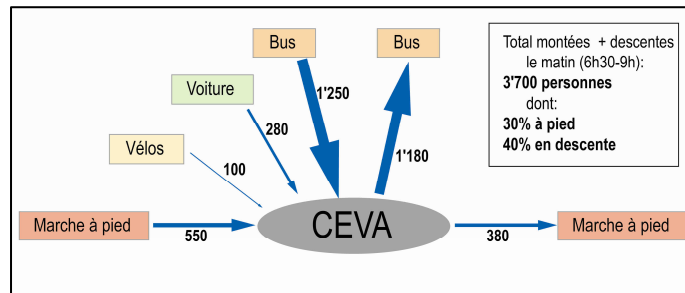 Bus
Bus
Total montées + descentes
le matin (6h30-9h):
3'700 personnes
dont:
30% à pied
40% en descente
Voiture
1'250
280
1'180
Vélos
100
Marche à pied
550
CEVA
380
Marche à pied